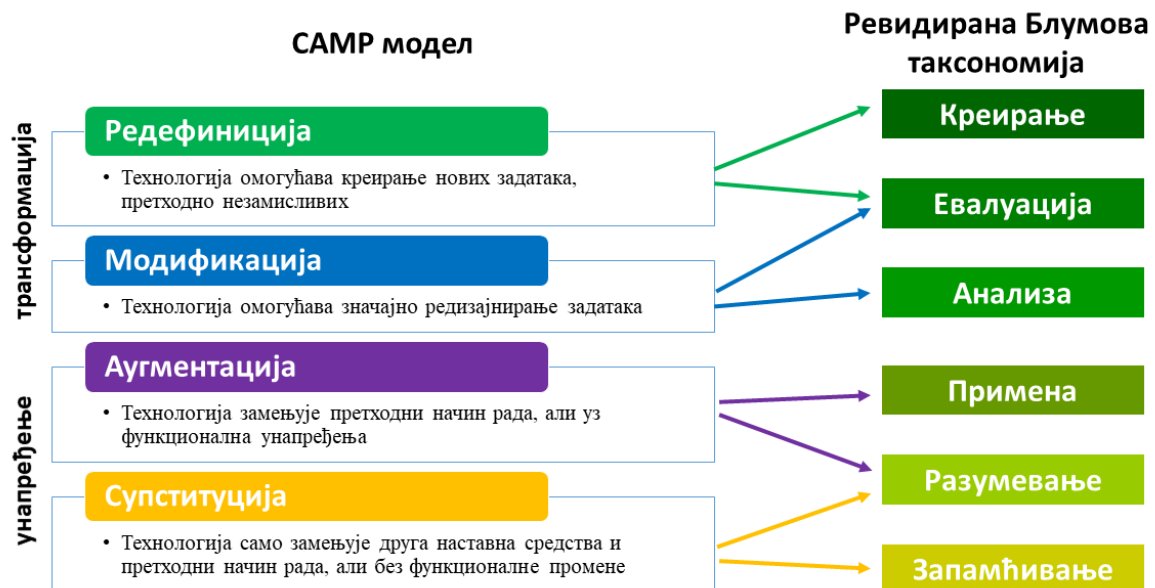 САМР модел
Ревидирана Блумова
таксономија
трансформација
Редефиниција
• Технологија омогућава креирање нових задатака,
претходно незамисливих
Модификација
• Технологија омогућава значајно редизајнирање задатака
унапређење
Аугментација
• Технологија замењује претходни начин рада, али уз
функционална унапређења
Супституција
• Технологија само замењује друга наставна средства и
претходни начин рада, али без функционалне промене
Креирање
Евалуација
Анализа
Примена
Разумевање
Запамћивање